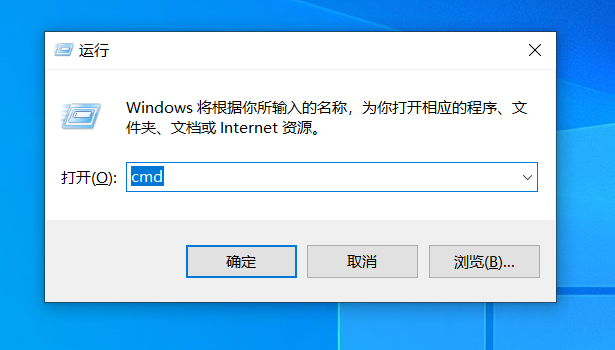 运行
Windows 将根据你所输入的名称，为你打开相应的程序、文
件夹、文档或 Internet 资源。
打开(O): cmd
确定 取消 浏览(B)...